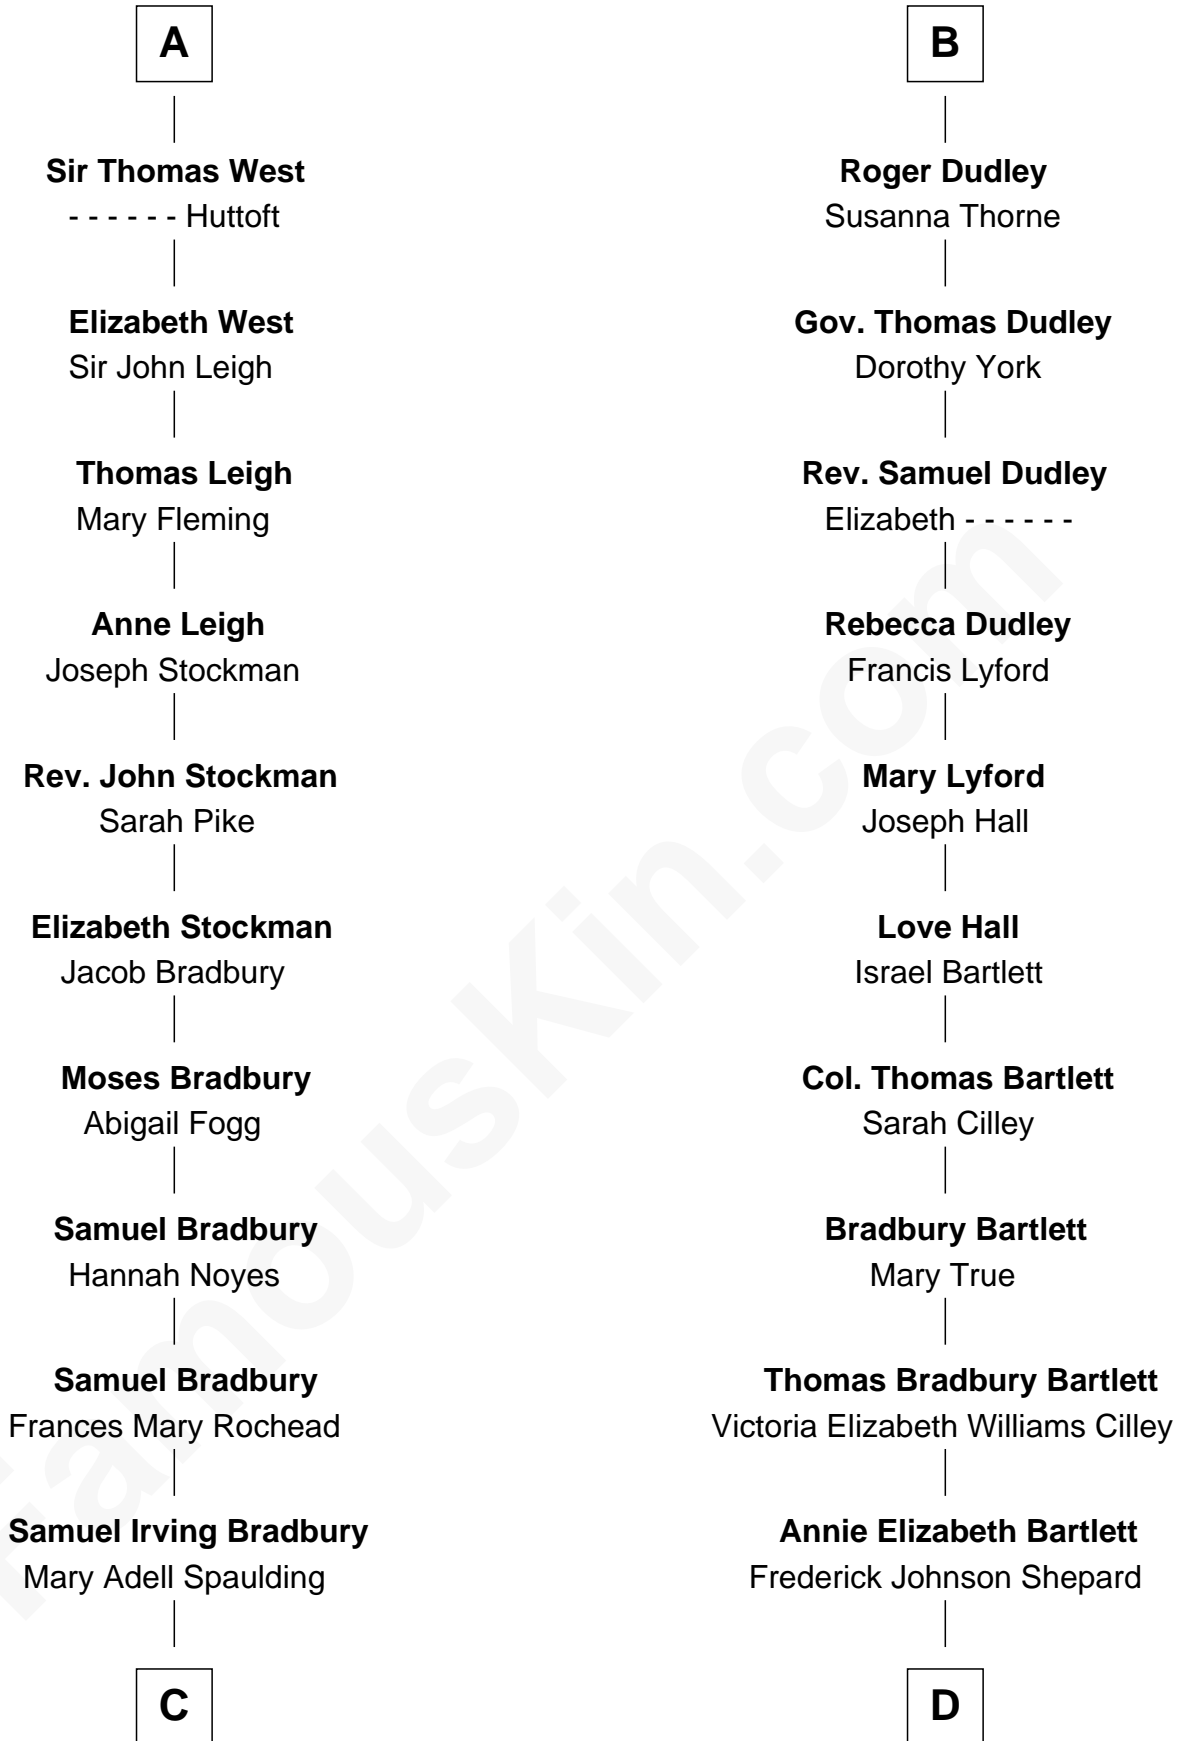 A
Sir Thomas West
- - - - - - Huttoft
Elizabeth West
Sir John Leigh
Thomas Leigh
Mary Fleming
Anne Leigh
Joseph Stockman
Rev. John Stockman
Sarah Pike
Elizabeth Stockman
Jacob Bradbury
Moses Bradbury
Abigail Fogg
Samuel Bradbury
Hannah Noyes
Samuel Bradbury
Frances Mary Rochead
Samuel Irving Bradbury
Mary Adell Spaulding
C
B
Roger Dudley
Susanna Thorne
Gov. Thomas Dudley
Dorothy York
Rev. Samuel Dudley
Elizabeth - - - - - -
Rebecca Dudley
Francis Lyford
Mary Lyford
Joseph Hall
Love Hall
Israel Bartlett
Col. Thomas Bartlett
Sarah Cilley
Bradbury Bartlett
Mary True
Thomas Bradbury Bartlett
Victoria Elizabeth Williams Cilley
Annie Elizabeth Bartlett
Frederick Johnson Shepard
D
FamousKin.com